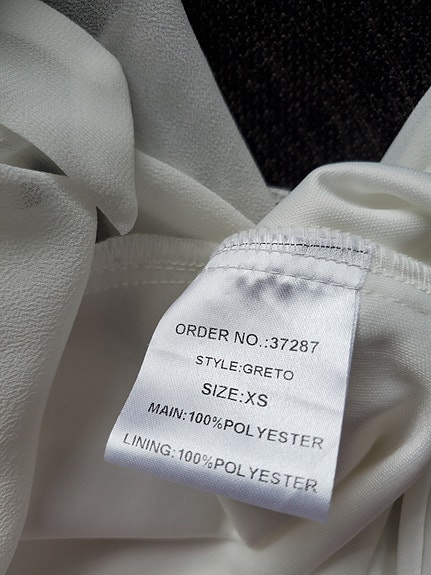 ORDER NO.:37287
STYLE:GRETO
SIZE:XS
MAIN:100%POLYESTER
LINING:100%POLYESTER